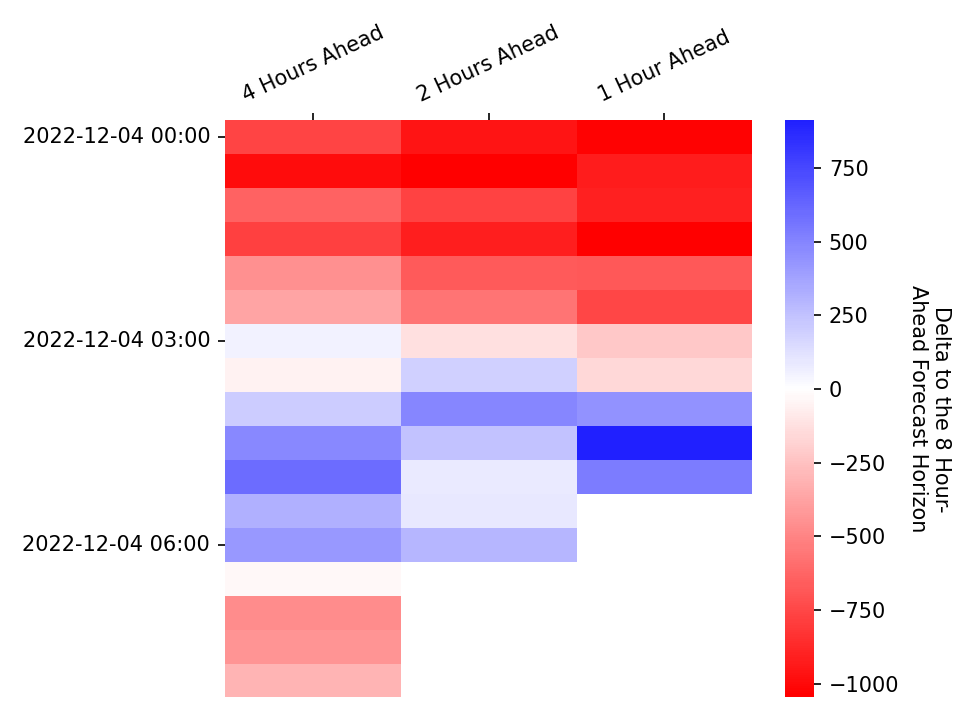 4 Hours Ahead
2 Hours Ahead
1 Hour Ahead
2022-12-04 00:00
2022-12-04 03:00
2022-12-04 06:00
750
500
250
0
−250
−500
−750
−1000
Delta to the 8 Hour-
Ahead Forecast Horizon